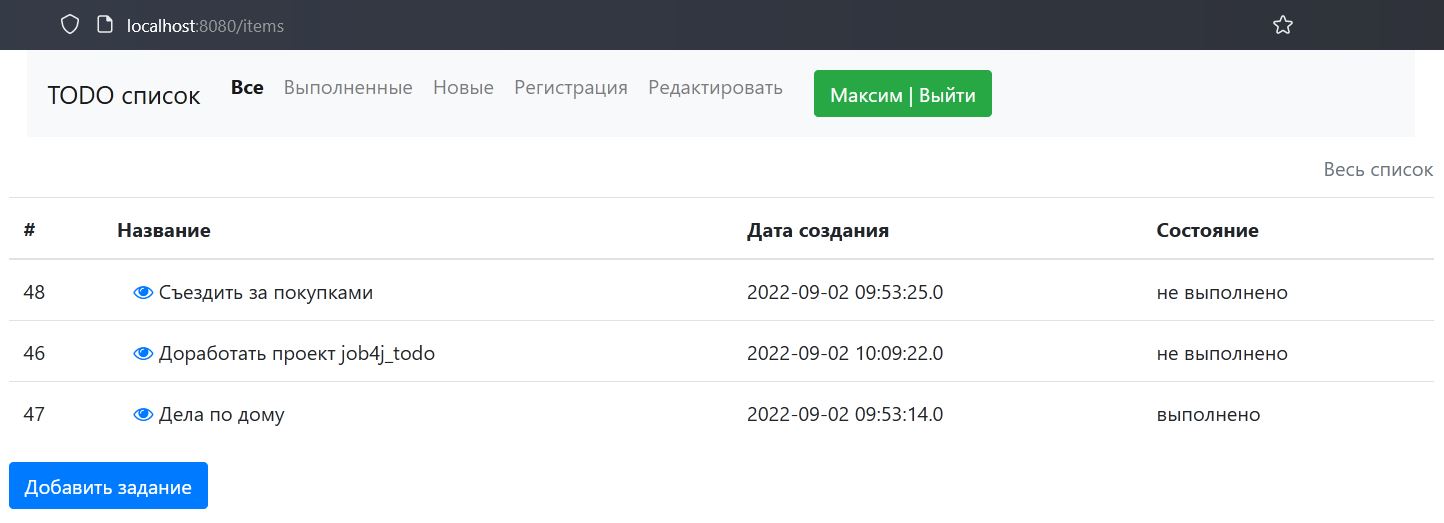 localhost:8080/items
TODO список Все Выполненные Новые Регистрация Редактировать Максим | Выйти
Весь список
# Название Дата создания Состояние
48 Съездить за покупками 2022-09-02 09:53:25.0 не выполнено
46 Доработать проект job4j_todo 2022-09-02 10:09:22.0 не выполнено
47 Дела по дому 2022-09-02 09:53:14.0 выполнено
Добавить задание